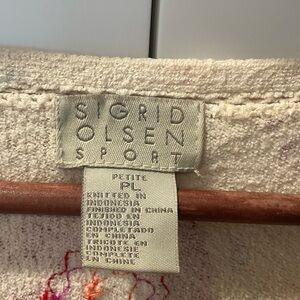 SIGRID
OLSEN
SPORT
PETITE
PL
KNITTED IN
INDONESIA
FINISHED IN CHINA
TEJIDO EN
INDONESIA
COMPLETADO
EN CHINA
TRICOTE EN
INDONESIE
COMPLETE
EN CHINE